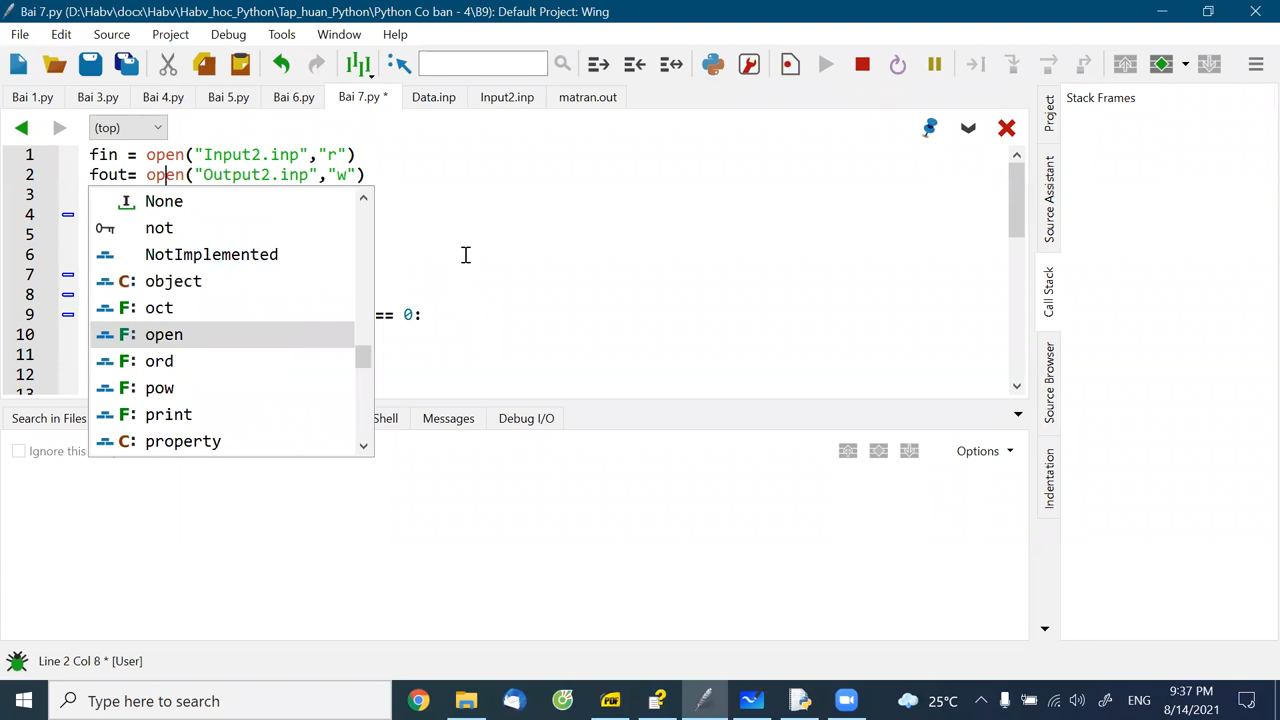 Bai 7.py (D:\Habv\docx\Habv\Habv_hoc_Python\Tap_huan_Python\Python Co ban - 4\B9): Default Project: Wing
File Edit Source Project Debug Tools Window Help
Bai 1.py Bai 3.py Bai 4.py Bai 5.py Bai 6.py Bai 7.py * Data.inp Input2.inp matran.out
(top)
Stack Frames
1 fin = open("Input2.inp","r")
2 fout= open("Output2.inp","w")
3
4
5
6
7
8
9 == 0:
10
11
12
13
None
not
NotImplemented
C: object
F: oct
F: open
F: ord
F: pow
F: print
C: property
Project
Source Assistant
Call Stack
Source Browser
Indentation
Search in Files Shell Messages Debug I/O
Ignore this
Options
Line 2 Col 8 * [User]
Type here to search
PDF
25°C
ENG
9:37 PM
8/14/2021